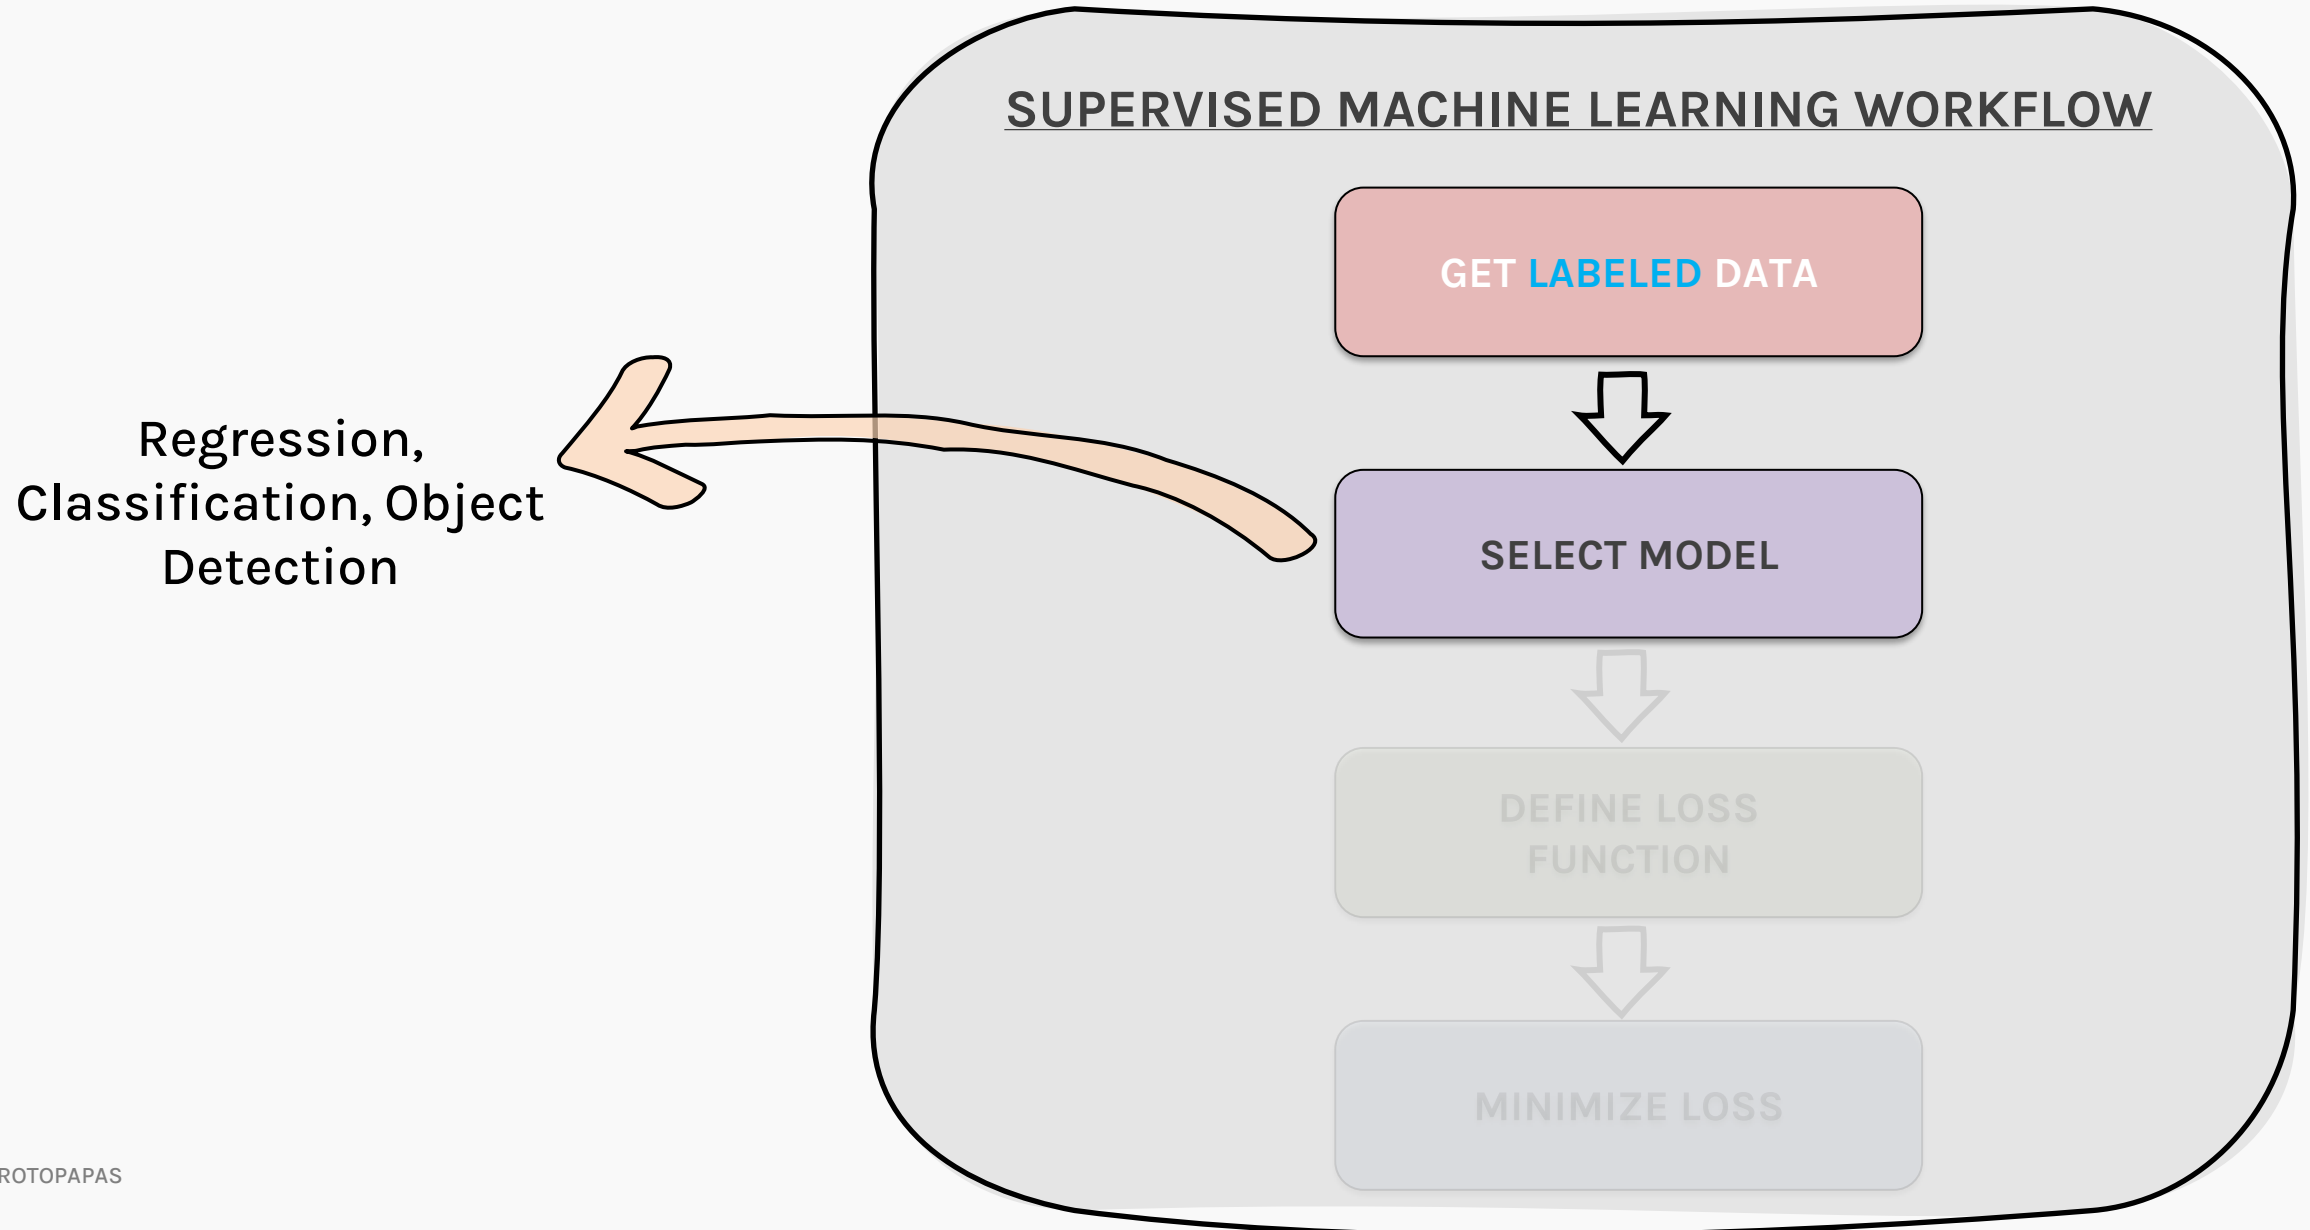 SUPERVISED MACHINE LEARNING WORKFLOW
GET LABELED DATA
Regression,
Classification, Object
Detection
SELECT MODEL
DEFINE LOSS
FUNCTION
MINIMIZE LOSS
ROTOPAPAS